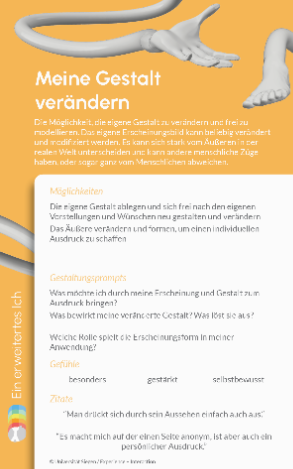 Meine Gestalt
verändern
Die Möglichkeit, die eigene Gestalt zu verändern und frei zu
modellieren. Das eigene Erscheinungsbild kann beliebig verändert
und modifiziert werden. Es kann sich stark vom Äußeren in der
realen Welt unterscheiden und kann andere menschliche Züge
haben, oder sogar ganz vom Menschlichen abweichen.
Möglichkeiten
Die eigene Gestalt ablegen und sich frei nach den eigenen
Vorstellungen und Wünschen neu gestalten und verändern
Das Äußere verändern und formen, um einen individuellen
Ausdruck zu schaffen
Gestaltungsprompts
Was möchte ich durch meine Erscheinung und Gestalt zum
Ausdruck bringen?
Was bewirkt meine veränderte Gestalt? Was löst sie aus?
Welche Rolle spielt die Erscheinungsform in meiner
Anwendung?
Gefühle
besonders gestärkt selbstbewusst
Zitate
"Man drückt sich durch sein Aussehen einfach auch aus."
"Es macht mich auf der einen Seite anonym, ist aber auch ein
persönlicher Ausdruck."
Ein erweitertes Ich
© Universität Siegen / Experience + Interaction